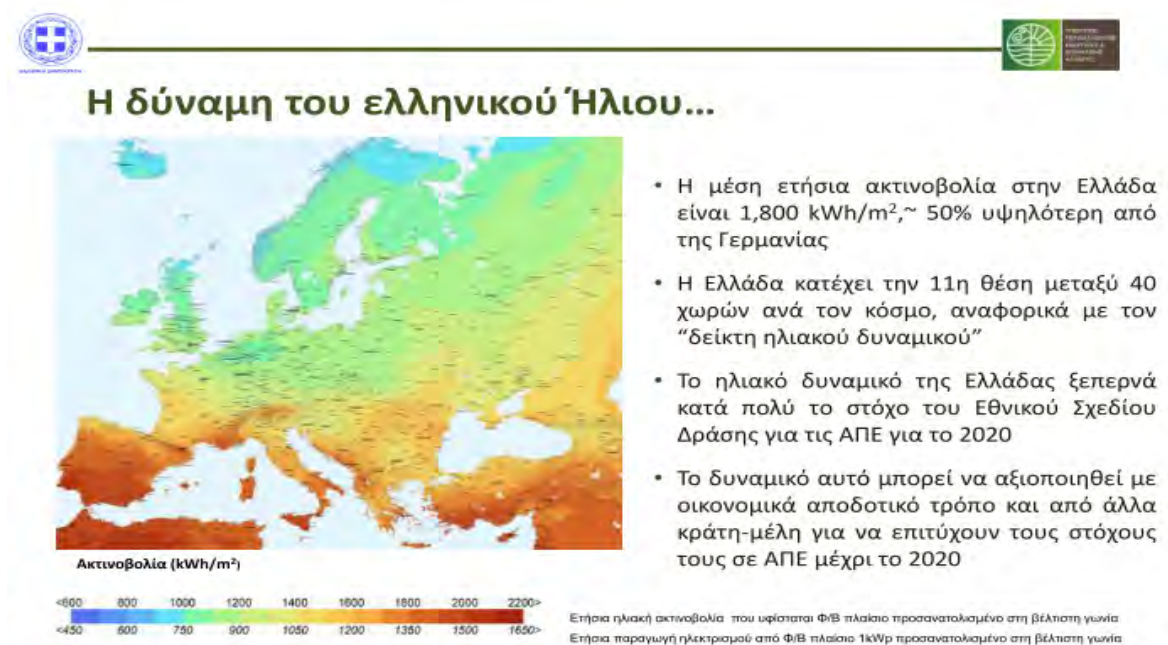 Η δύναμη του ελληνικού Ήλιου...
• Η μέση ετήσια ακτινοβολία στην Ελλάδα
είναι 1,800 kWh/m²,~ 50% υψηλότερη από
της Γερμανίας
• Η Ελλάδα κατέχει την 11η θέση μεταξύ 40
χωρών ανά τον κόσμο, αναφορικά με τον
“δείκτη ηλιακού δυναμικού”
• Το ηλιακό δυναμικό της Ελλάδας ξεπερνά
κατά πολύ το στόχο του Εθνικού Σχεδίου
Δράσης για τις ΑΠΕ για το 2020
• Το δυναμικό αυτό μπορεί να αξιοποιηθεί με
οικονομικά αποδοτικό τρόπο και από άλλα
κράτη-μέλη για να επιτύχουν τους στόχους
τους σε ΑΠΕ μέχρι το 2020
Ακτινοβολία (kWh/m²)
<600 800 1000 1200 1400 1600 1800 2000 2200>
<450 600 750 900 1050 1200 1350 1500 1650>
Ετήσια ηλιακή ακτινοβολία που υφίσταται Φ/Β πλαίσιο προσανατολισμένο στη βέλτιστη γωνία
Ετήσια παραγωγή ηλεκτρισμού από Φ/Β πλαίσιο 1kWp προσανατολισμένο στη βέλτιστη γωνία